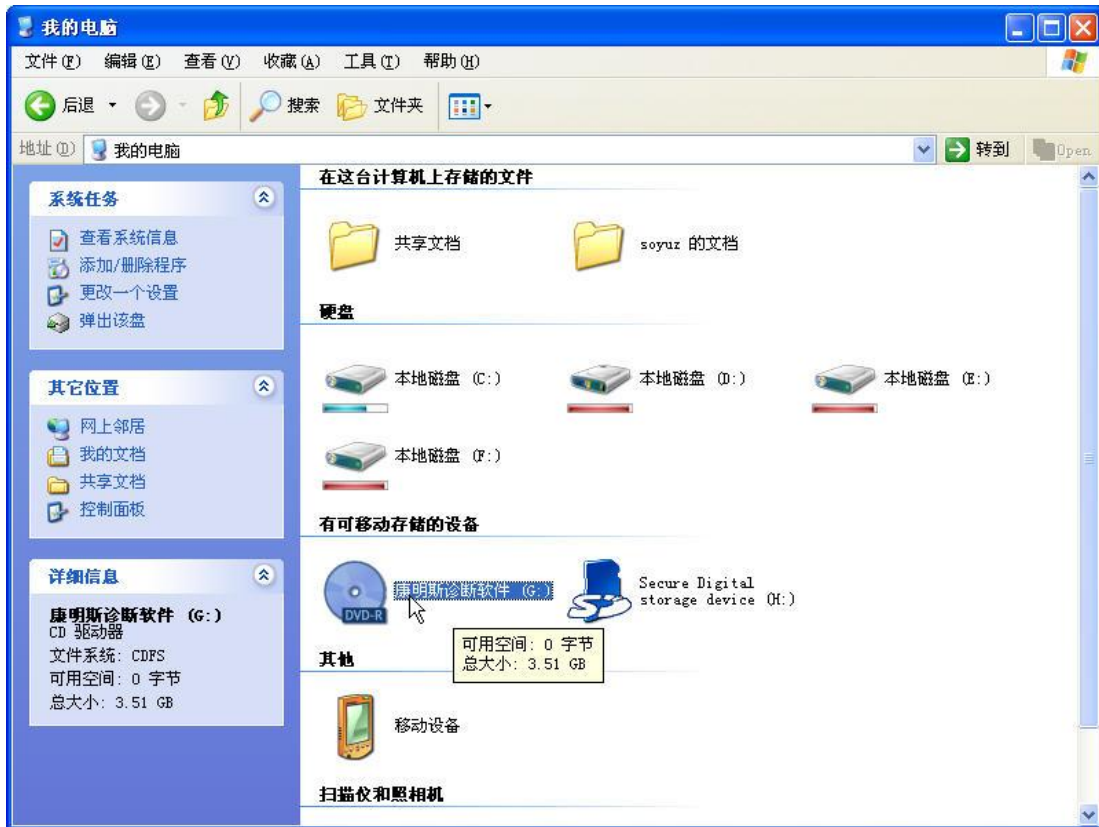 我的电脑
文件(F) 编辑(E) 查看(V) 收藏(A) 工具(T) 帮助(H)
后退 搜索 文件夹
地址(D) 我的电脑 转到 Open
系统任务
查看系统信息
添加/删除程序
更改一个设置
弹出该盘
其它位置
网上邻居
我的文档
共享文档
控制面板
详细信息
康明斯诊断软件 (G:)
CD 驱动器
文件系统: CDFS
可用空间: 0 字节
总大小: 3.51 GB
在这台计算机上存储的文件
共享文档 soyuz 的文档
硬盘
本地磁盘 (C:) 本地磁盘 (D:) 本地磁盘 (E:)
本地磁盘 (F:)
有可移动存储的设备
DVD-R
康明斯诊断软件 (G:)
Secure Digital
storage device (H:)
可用空间: 0 字节
总大小: 3.51 GB
其他
移动设备
扫描仪和照相机